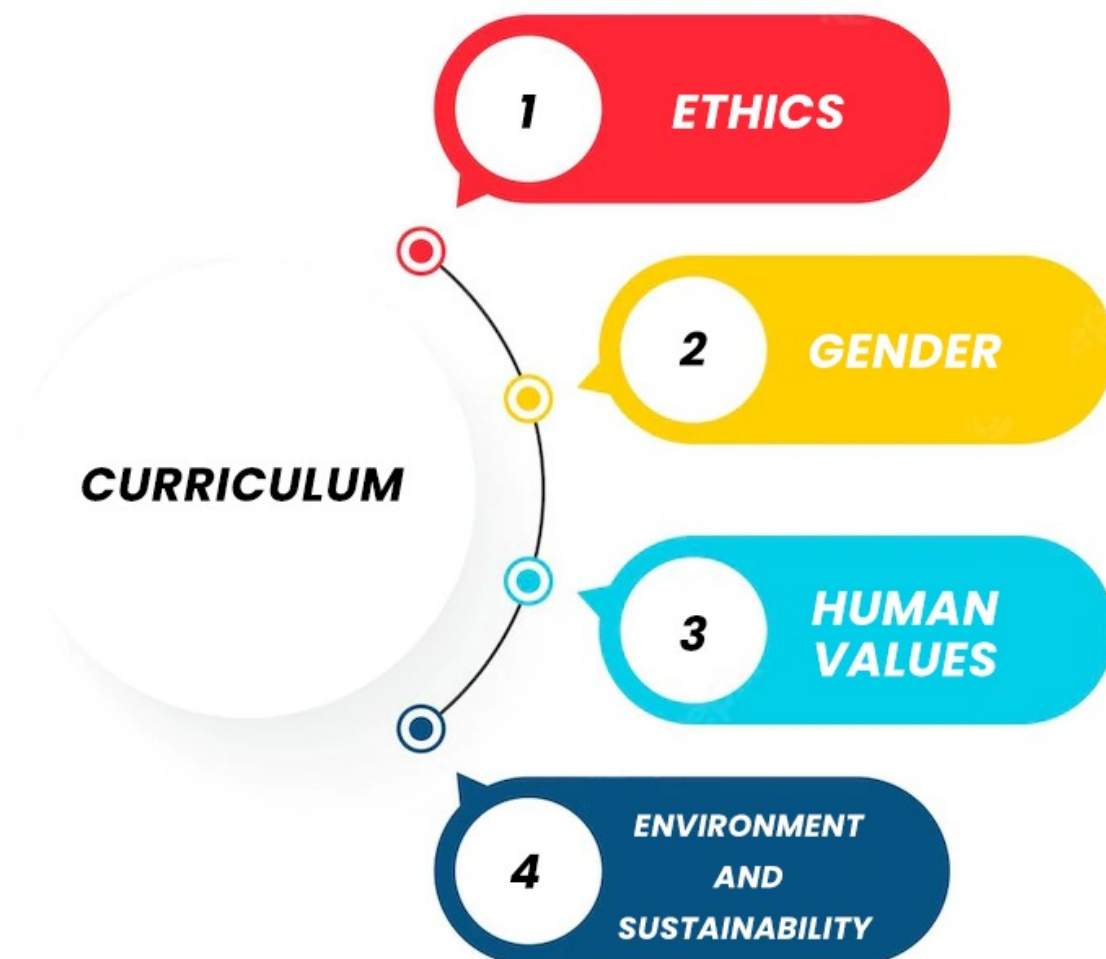 1
ETHICS
2
GENDER
CURRICULUM
3
HUMAN
VALUES
4
ENVIRONMENT
AND
SUSTAINABILITY